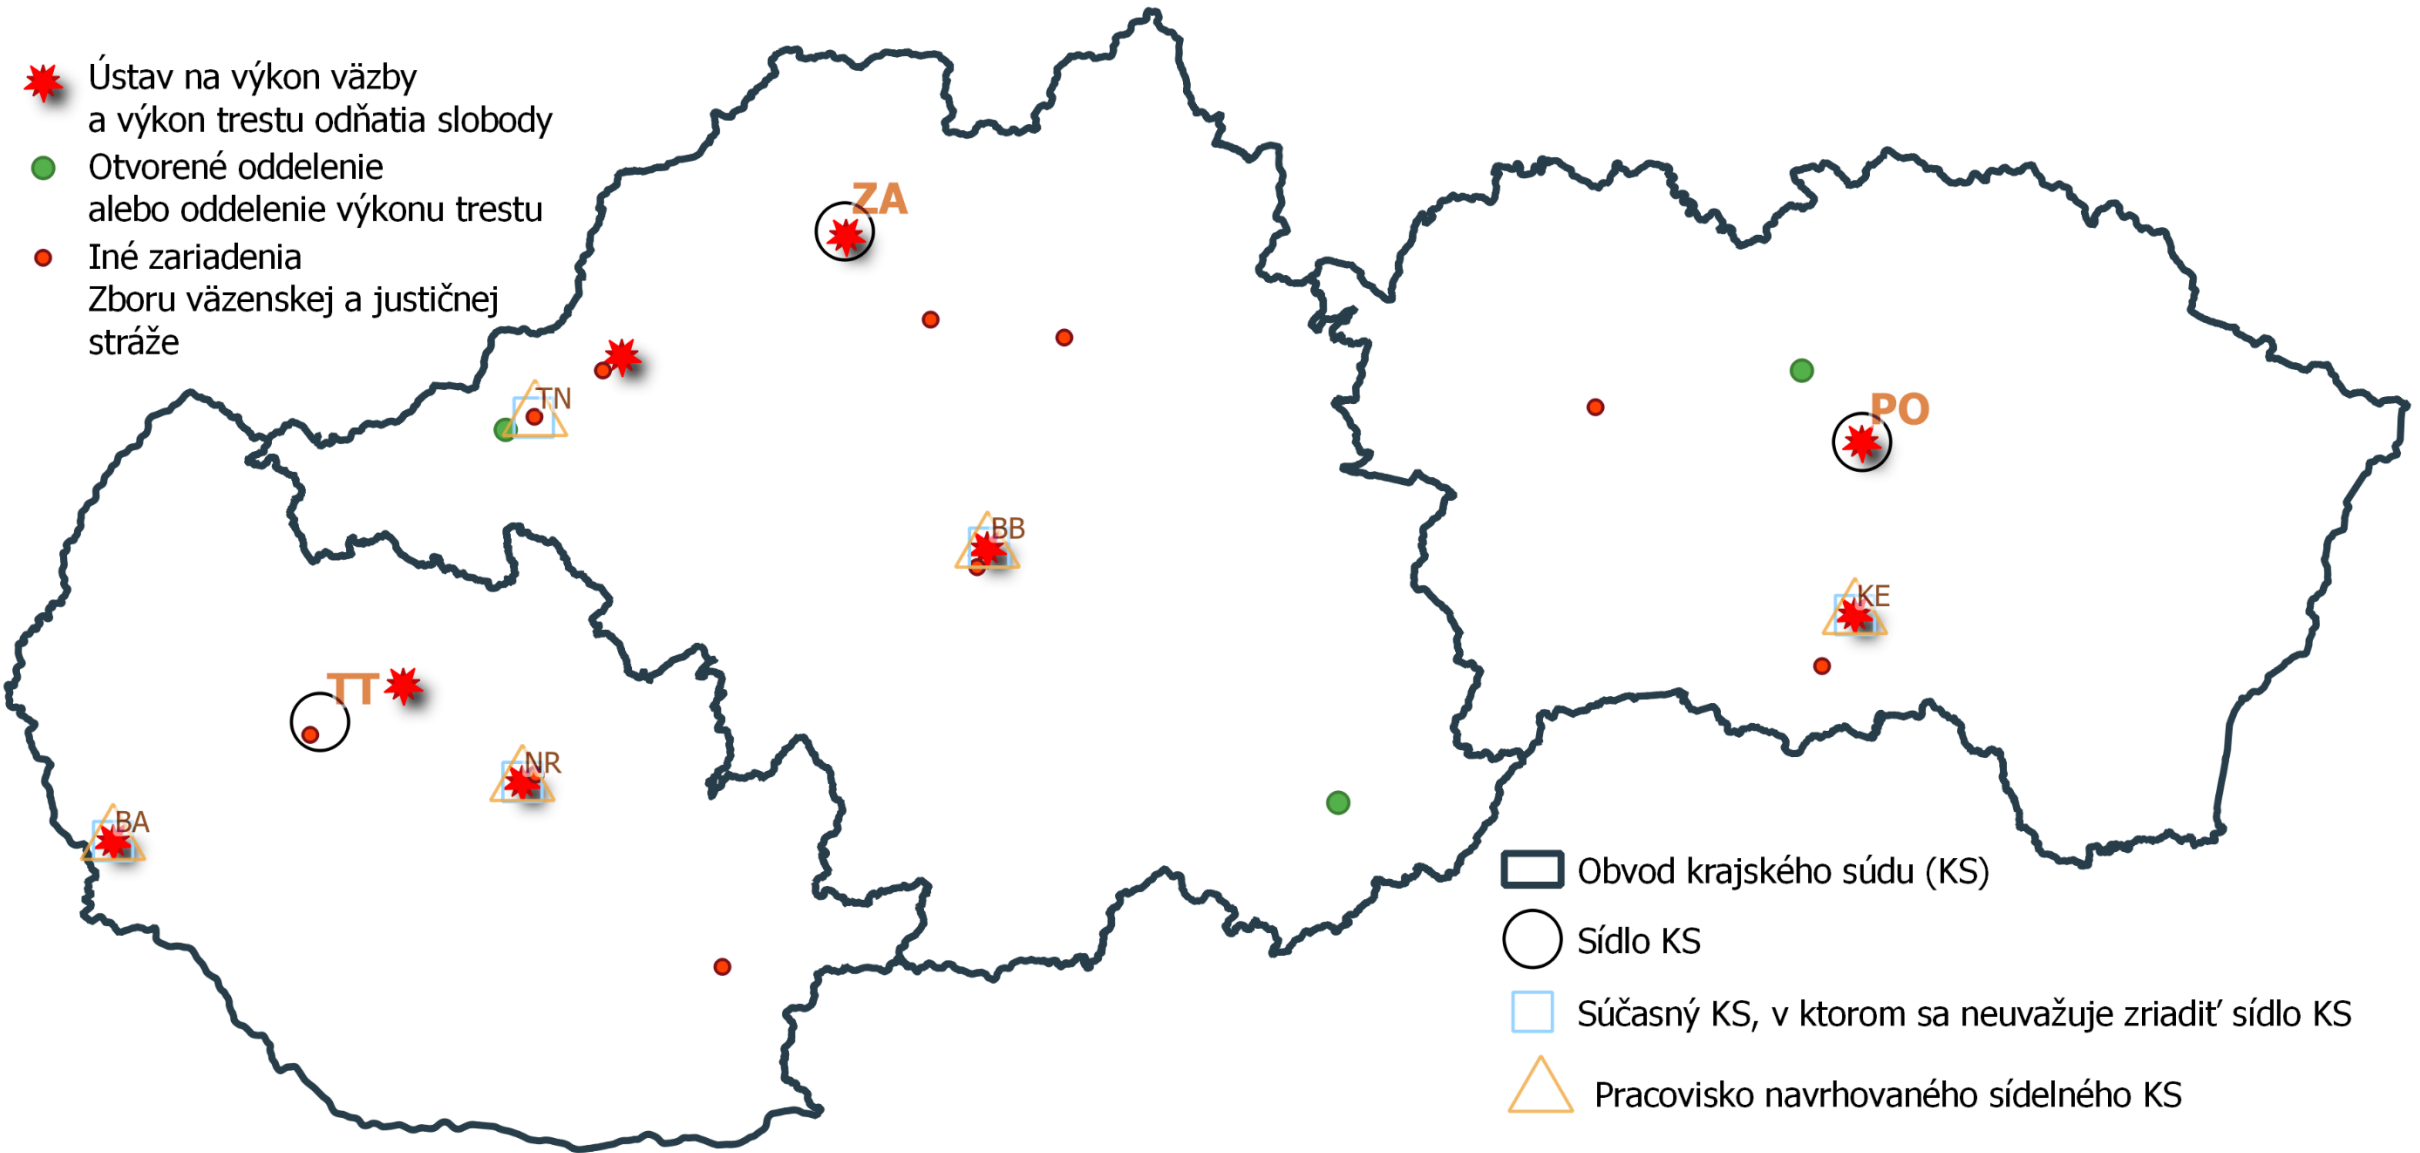 Ústav na výkon väzby
a výkon trestu odňatia slobody
Otvorené oddelenie
alebo oddelenie výkonu trestu
Iné zariadenia
Zboru väzenskej a justičnej
stráže
ZA
TN
PO
BB
KE
TT
NR
BA
Obvod krajského súdu (KS)
Sídlo KS
Súčasný KS, v ktorom sa neuvažuje zriadiť sídlo KS
Pracovisko navrhovaného sídelného KS